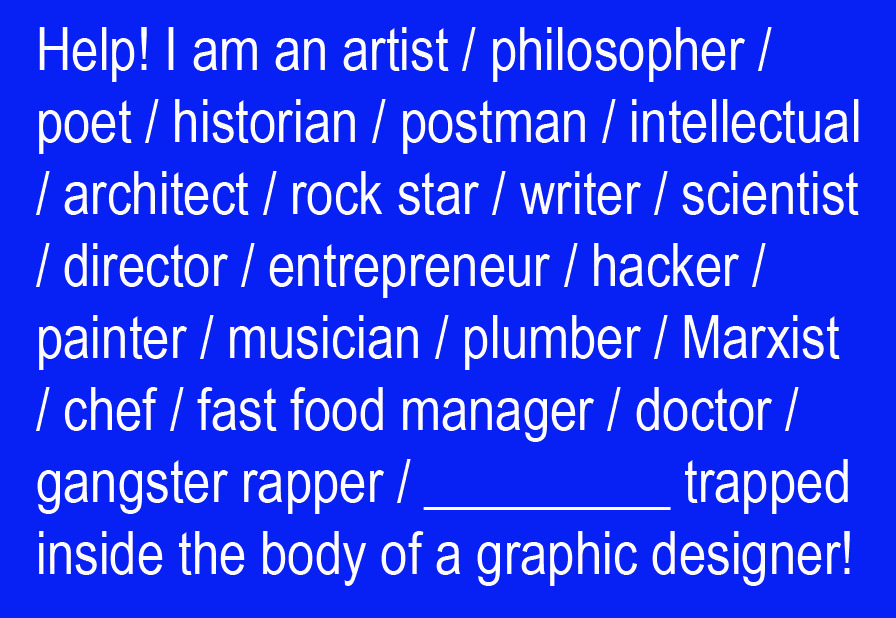 Help! I am an artist / philosopher /
poet / historian / postman / intellectual
/ architect / rock star / writer / scientist
/ director / entrepreneur / hacker /
painter / musician / plumber / Marxist
/ chef / fast food manager / doctor /
gangster rapper / __________ trapped
inside the body of a graphic designer!